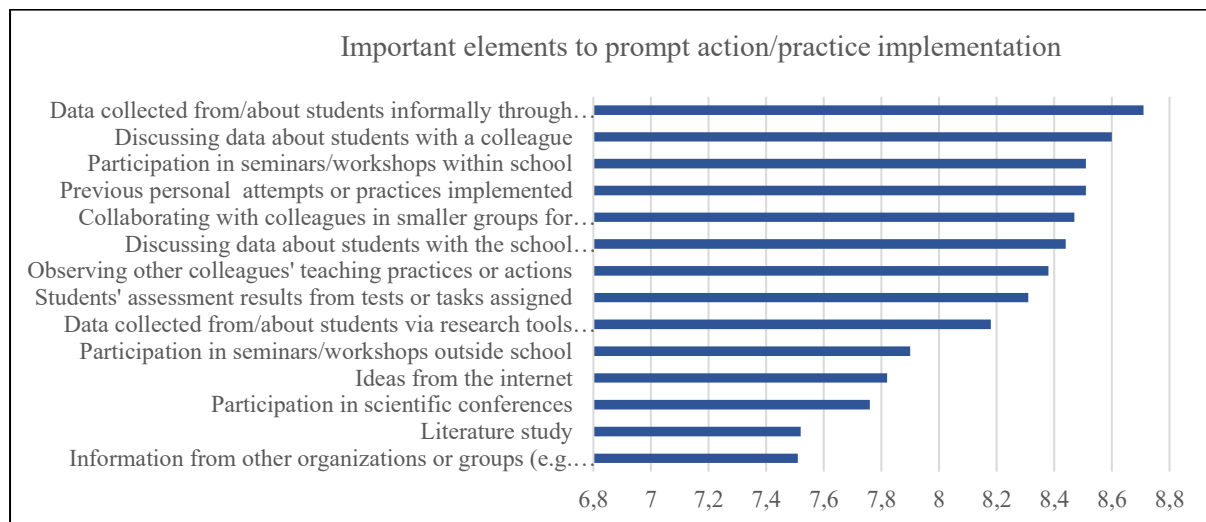 Important elements to prompt action/practice implementation
Data collected from/about students informally through…
Discussing data about students with a colleague
Participation in seminars/workshops within school
Previous personal  attempts or practices implemented
Collaborating with colleagues in smaller groups for…
Discussing data about students with the school…
Observing other colleagues' teaching practices or actions
Students' assessment results from tests or tasks assigned
Data collected from/about students via research tools…
Participation in seminars/workshops outside school
Ideas from the internet
Participation in scientific conferences
Literature study
Information from other organizations or groups (e.g.…
6,8 7 7,2 7,4 7,6 7,8 8 8,2 8,4 8,6 8,8